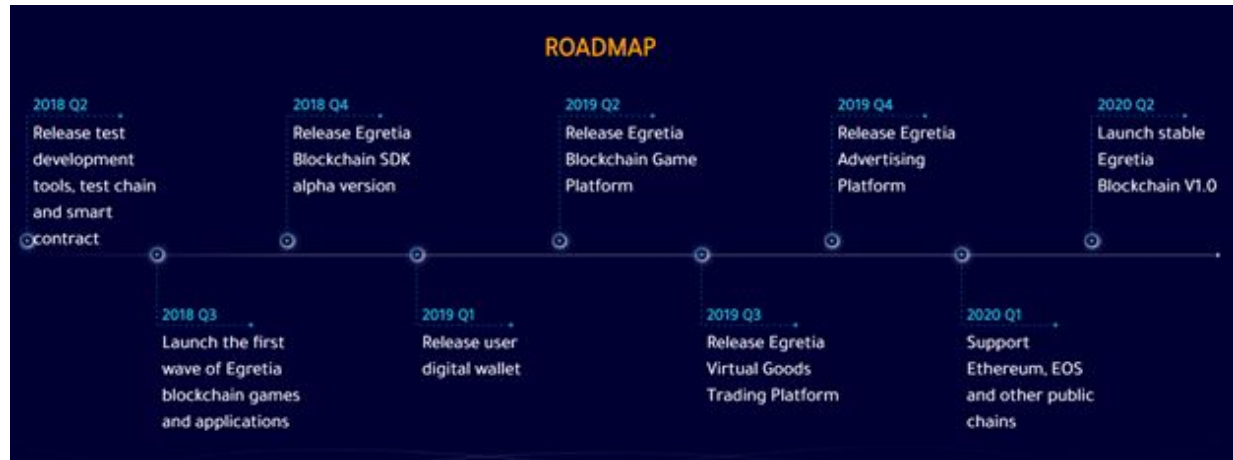 ROADMAP
2018 Q2
Release test
development
tools, test chain
and smart
contract
2018 Q3
Launch the first
wave of Egretia
blockchain games
and applications
2018 Q4
Release Egretia
Blockchain SDK
alpha version
2019 Q1
Release user
digital wallet
2019 Q2
Release Egretia
Blockchain Game
Platform
2019 Q3
Release Egretia
Virtual Goods
Trading Platform
2019 Q4
Release Egretia
Advertising
Platform
2020 Q1
Support
Ethereum, EOS
and other public
chains
2020 Q2
Launch stable
Egretia
Blockchain V1.0